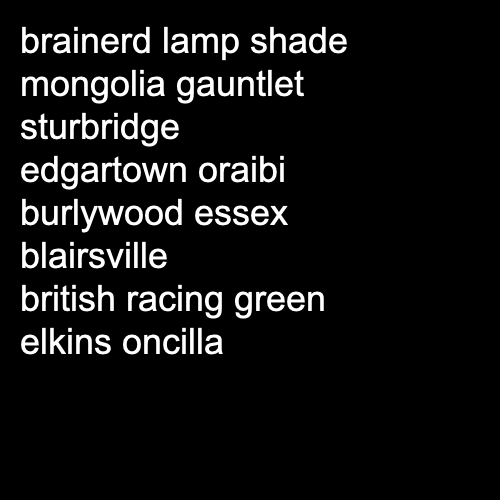 brainerd lamp shade
mongolia gauntlet
sturbridge
edgartown oraibi
burlywood essex
blairsville
british racing green
elkins oncilla